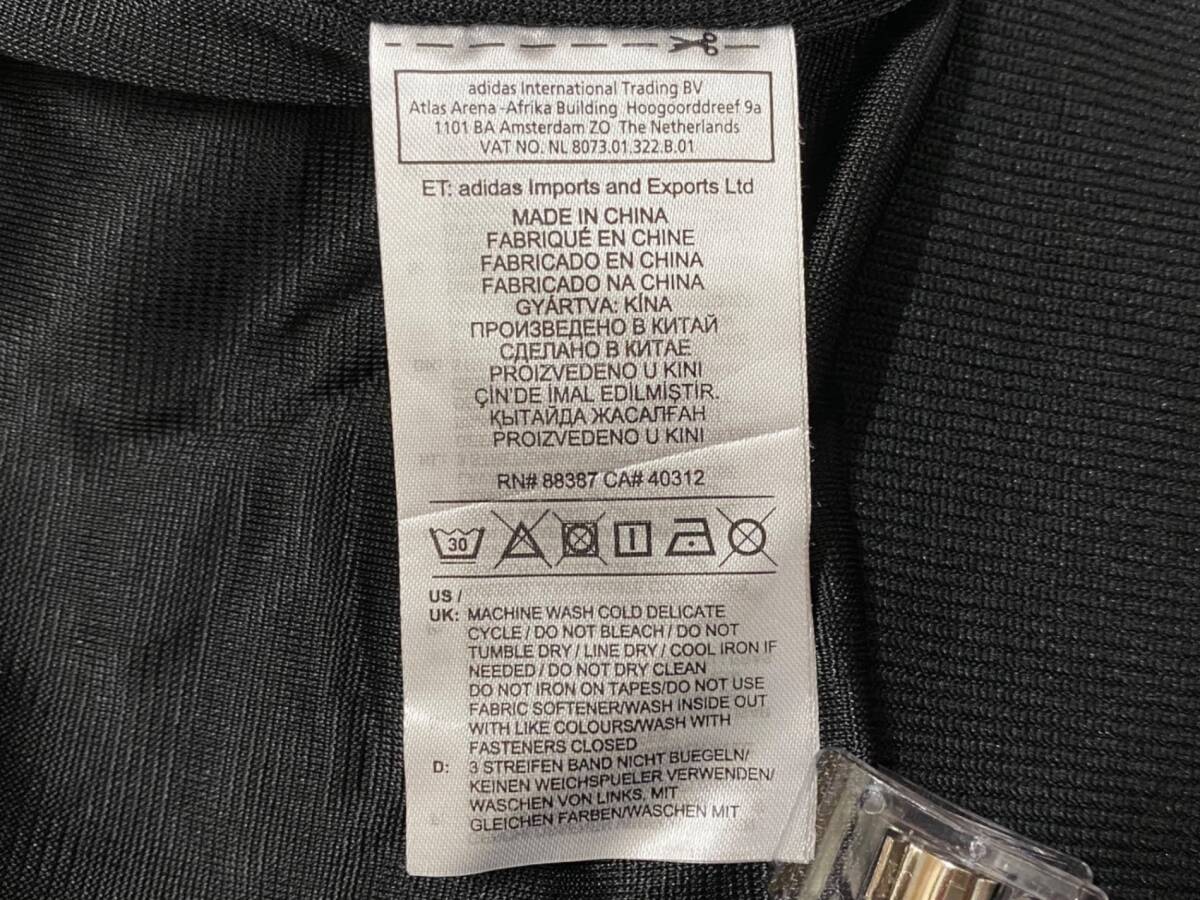 adidas International Trading BV
Atlas Arena -Afrika Building Hoogoorddreef 9a
1101 BA Amsterdam ZO The Netherlands
VAT NO. NL 8073.01.322.B.01
ET: adidas Imports and Exports Ltd
MADE IN CHINA
FABRIQUÉ EN CHINE
FABRICADO EN CHINA
FABRICADO NA CHINA
GYÁRTVA: KÍNA
ПРОИЗВЕДЕНО В КИТАЙ
СДЕЛАНО В КИТАЕ
PROIZVEDENO U KINI
ÇİN'DE İMAL EDİLMİŞTİR.
ҚЫТАЙДА ЖАСАЛҒАН
PROIZVEDENO U KINI
RN# 88387 CA# 40312
30
US /
UK: MACHINE WASH COLD DELICATE
CYCLE / DO NOT BLEACH / DO NOT
TUMBLE DRY / LINE DRY / COOL IRON IF
NEEDED / DO NOT DRY CLEAN
DO NOT IRON ON TAPES/DO NOT USE
FABRIC SOFTENER/WASH INSIDE OUT
WITH LIKE COLOURS/WASH WITH
FASTENERS CLOSED
D: 3 STREIFEN BAND NICHT BUEGELN/
KEINEN WEICHSPUELER VERWENDEN/
WASCHEN VON LINKS, MIT
GLEICHEN FARBEN/WASCHEN MIT